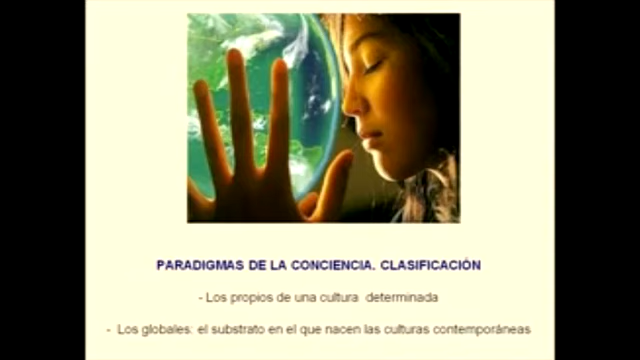 PARADIGMAS DE LA CONCIENCIA. CLASIFICACIÓN
- Los propios de una cultura determinada
- Los globales: el substrato en el que nacen las culturas contemporáneas